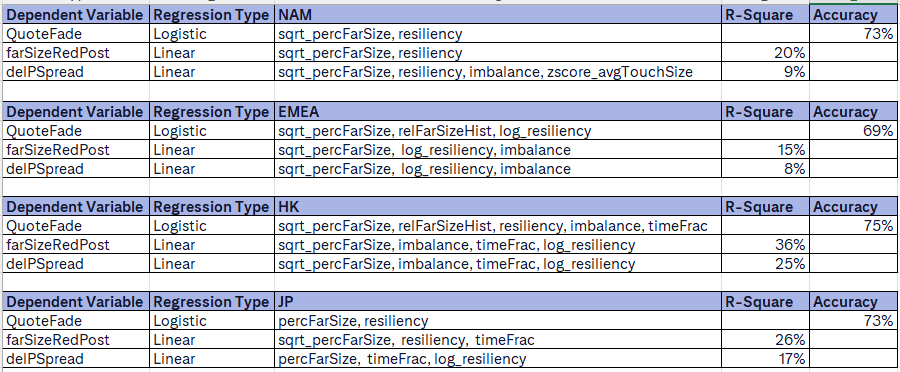 Dependent Variable Regression Type NAM R-Square Accuracy
QuoteFade Logistic sqrt_percFarSize, resiliency 73%
farSizeRedPost Linear sqrt_percFarSize, resiliency 20%
delPSpread Linear sqrt_percFarSize, resiliency, imbalance, zscore_avgTouchSize 9%
Dependent Variable Regression Type EMEA R-Square Accuracy
QuoteFade Logistic sqrt_percFarSize, relFarSizeHist, log_resiliency 69%
farSizeRedPost Linear sqrt_percFarSize, log_resiliency, imbalance 15%
delPSpread Linear sqrt_percFarSize, log_resiliency, imbalance 8%
Dependent Variable Regression Type HK R-Square Accuracy
QuoteFade Logistic sqrt_percFarSize, relFarSizeHist, resiliency, imbalance, timeFrac 75%
farSizeRedPost Linear sqrt_percFarSize, imbalance, timeFrac, log_resiliency 36%
delPSpread Linear sqrt_percFarSize, imbalance, timeFrac, log_resiliency 25%
Dependent Variable Regression Type JP R-Square Accuracy
QuoteFade Logistic percFarSize, resiliency 73%
farSizeRedPost Linear sqrt_percFarSize, resiliency, timeFrac 26%
delPSpread Linear percFarSize, timeFrac, log_resiliency 17%